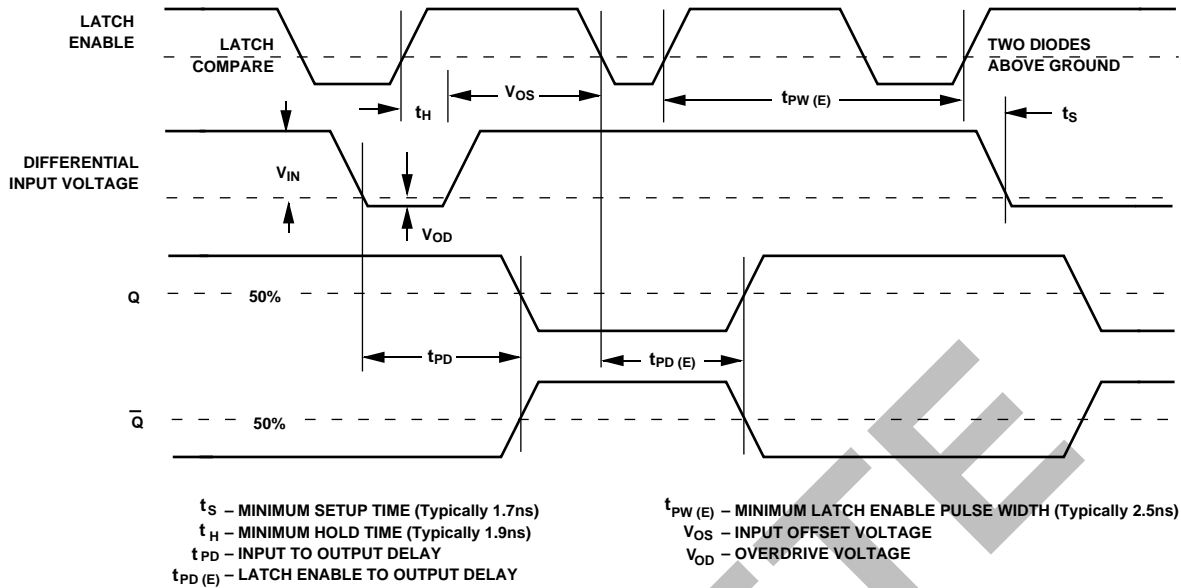 LATCH
ENABLE
LATCH
COMPARE
TWO DIODES
ABOVE GROUND
tH
VOS
tPW (E)
tS
DIFFERENTIAL
INPUT VOLTAGE
VIN
VOD
Q
50%
tPD
tPD (E)
Q̅
50%
tS – MINIMUM SETUP TIME (Typically 1.7ns)
tH – MINIMUM HOLD TIME (Typically 1.9ns)
tPD – INPUT TO OUTPUT DELAY
tPD (E) – LATCH ENABLE TO OUTPUT DELAY
tPW (E) – MINIMUM LATCH ENABLE PULSE WIDTH (Typically 2.5ns)
VOS – INPUT OFFSET VOLTAGE
VOD – OVERDRIVE VOLTAGE
TE